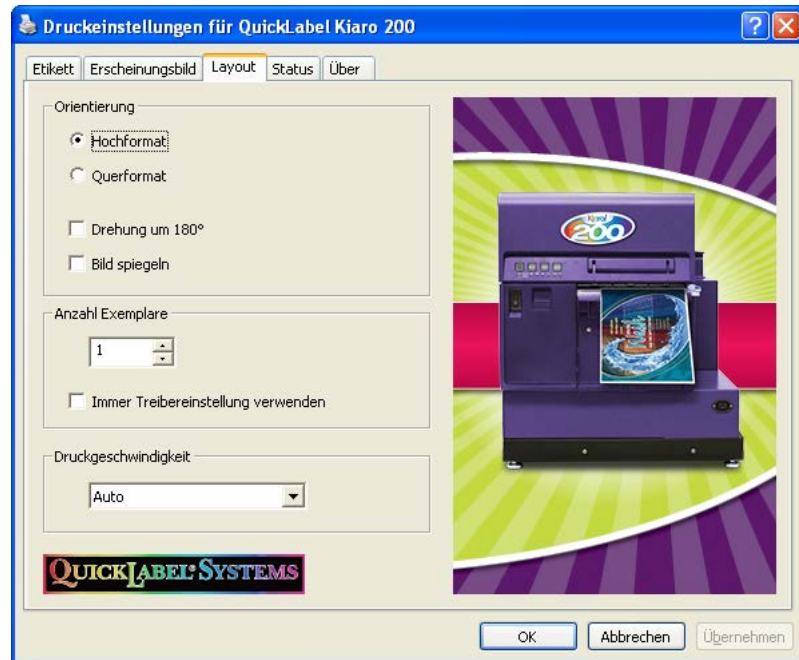 Druckeinstellungen für QuickLabel Kiaro 200
Etikett Erscheinungsbild Layout Status Über
Orientierung
Hochformat
Querformat
Drehung um 180°
Bild spiegeln
Anzahl Exemplare
1
Immer Treibereinstellung verwenden
Druckgeschwindigkeit
Auto
QUICKLABEL® SYSTEMS
Kiaro!
200
OK Abbrechen Übernehmen